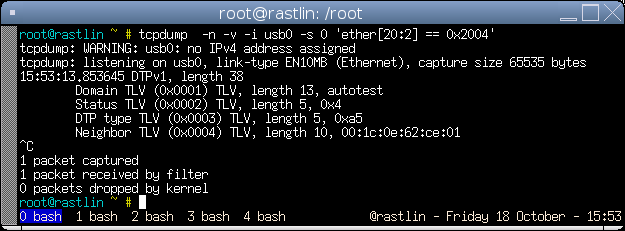 root@rastlin: /root
root@rastlin ~ # tcpdump -n -v -i usb0 -s 0 'ether[20:2] == 0x2004'
tcpdump: WARNING: usb0: no IPv4 address assigned
tcpdump: listening on usb0, link-type EN10MB (Ethernet), capture size 65535 bytes
15:53:13.853645 DTPv1, length 38
Domain TLV (0x0001) TLV, length 13, autotest
Status TLV (0x0002) TLV, length 5, 0x4
DTP type TLV (0x0003) TLV, length 5, 0xa5
Neighbor TLV (0x0004) TLV, length 10, 00:1c:0e:62:ce:01
^C
1 packet captured
1 packet received by filter
0 packets dropped by kernel
root@rastlin ~ #
0 bash 1 bash 2 bash 3 bash 4 bash @rastlin - Friday 18 October - 15:53